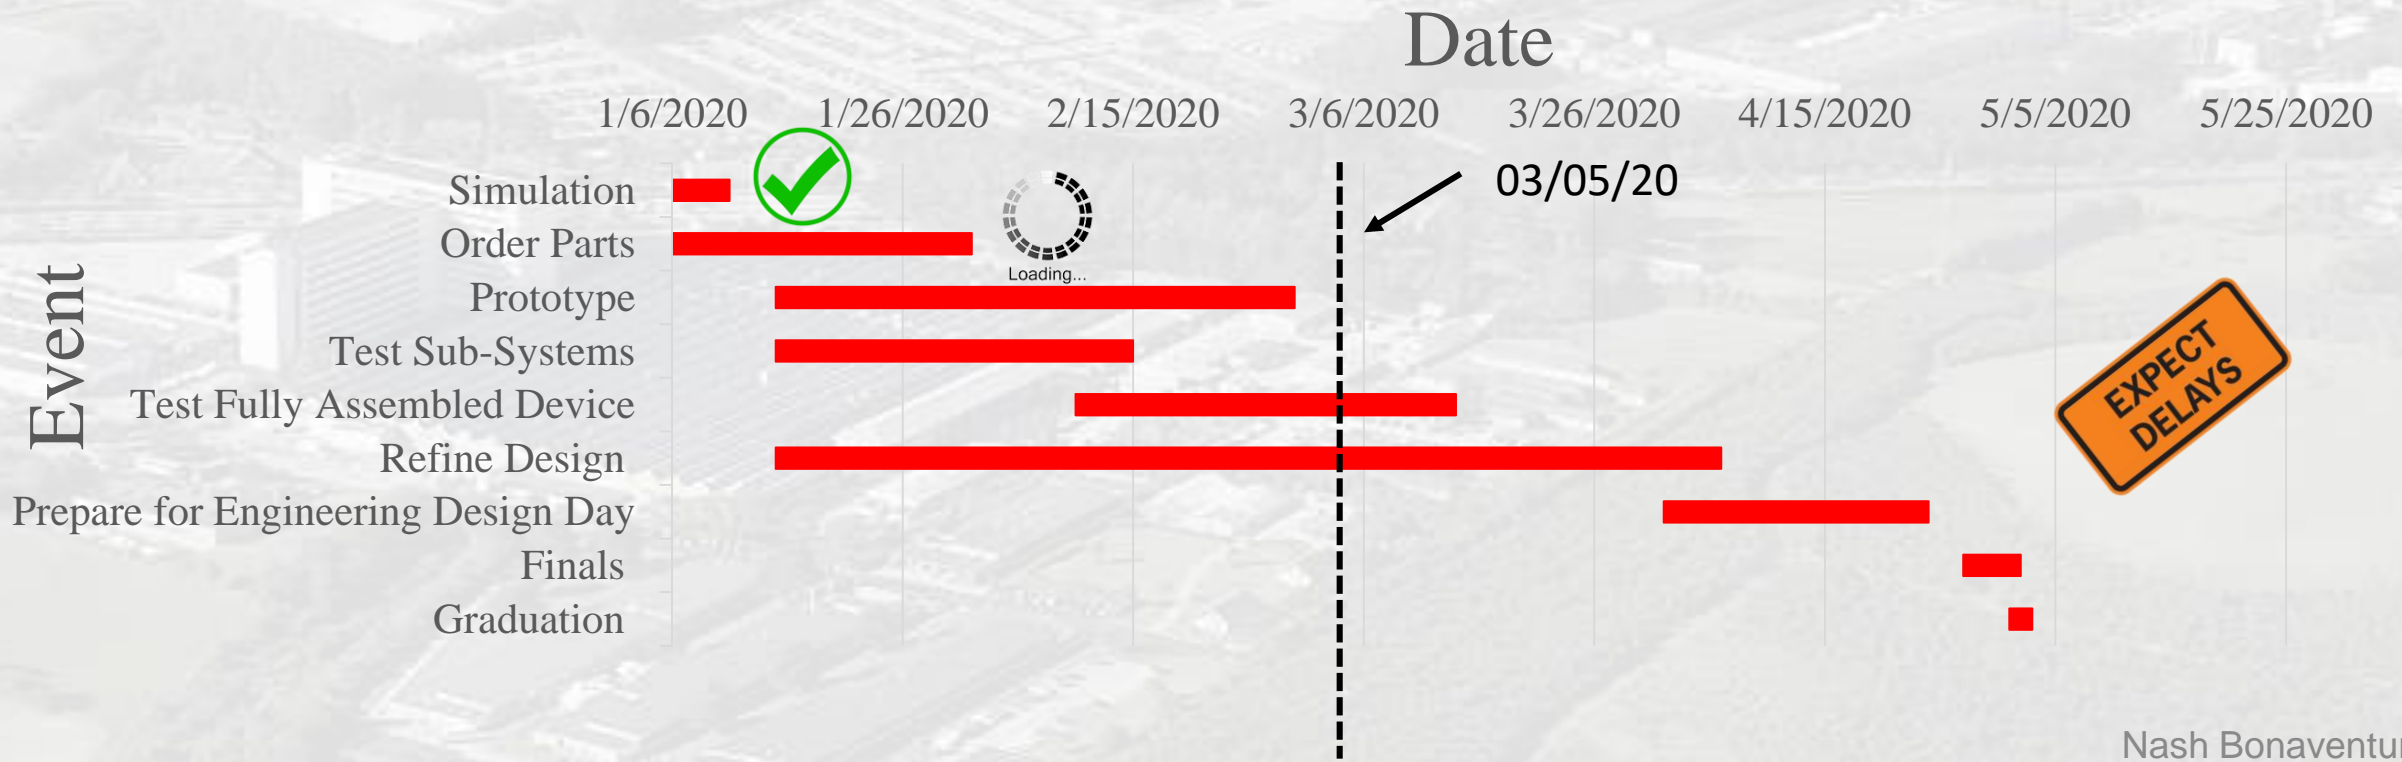 Date
1/6/2020 1/26/2020 2/15/2020 3/6/2020 3/26/2020 4/15/2020 5/5/2020 5/25/2020
03/05/20
Event
Simulation
Order Parts
Loading...
Prototype
Test Sub-Systems
Test Fully Assembled Device
Refine Design
Prepare for Engineering Design Day
Finals
Graduation
EXPECT
DELAYS
Nash Bonaventur